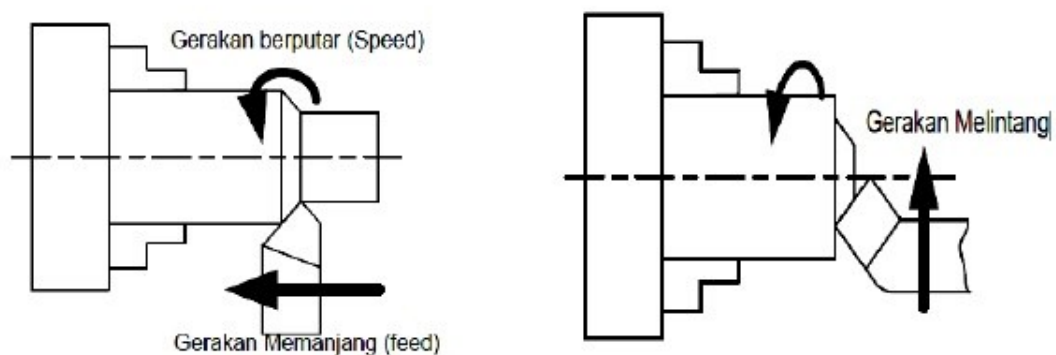 Gerakan berputar (Speed)
Gerakan Memanjang (feed)
Gerakan Melintang